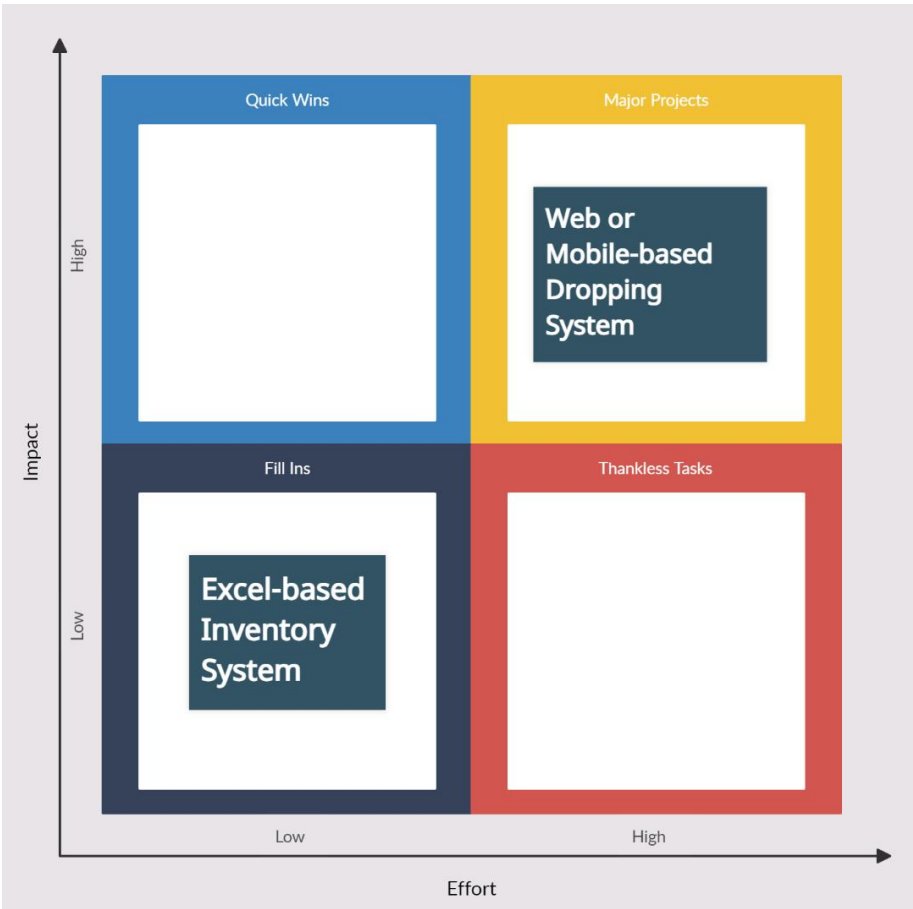 Quick Wins
Major Projects
Web or
Mobile-based
Dropping
System
High
Impact
Fill Ins
Thankless Tasks
Excel-based
Inventory
System
Low
Low
High
Effort